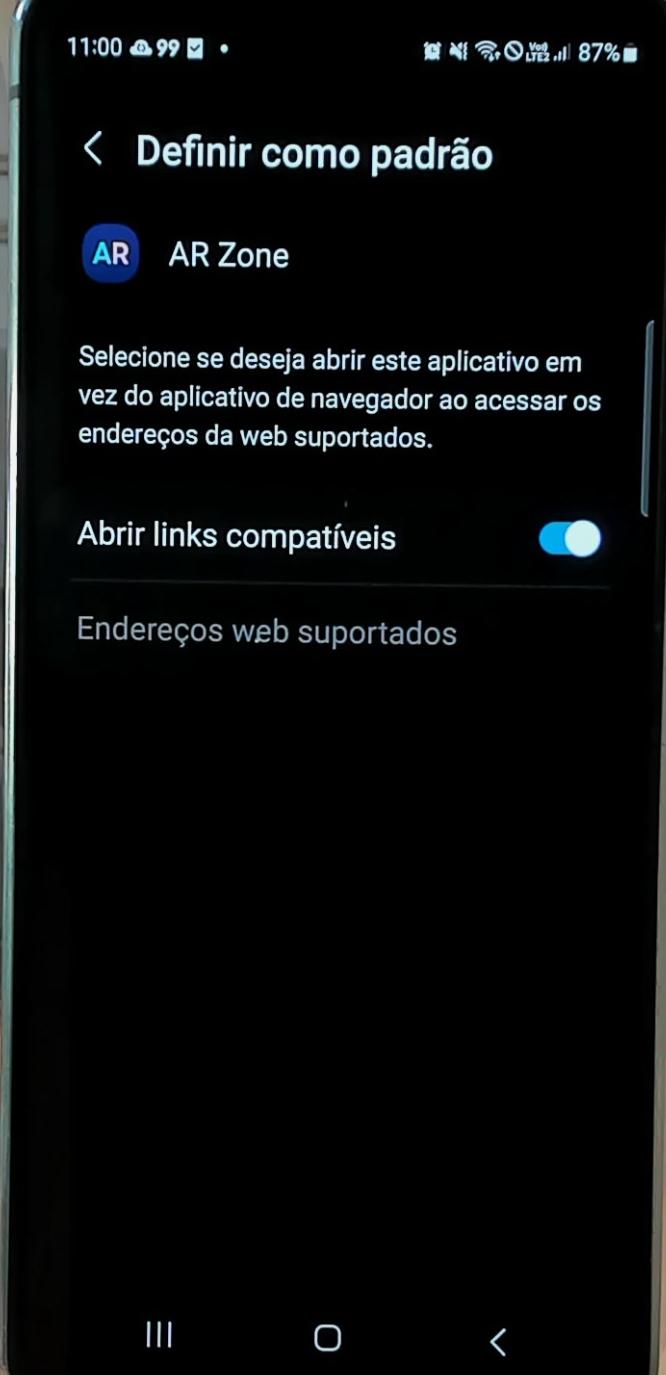 11:00 99 Vo) LTE2 87%
Definir como padrão
AR AR Zone
Selecione se deseja abrir este aplicativo em
vez do aplicativo de navegador ao acessar os
endereços da web suportados.
Abrir links compatíveis
Endereços web suportados